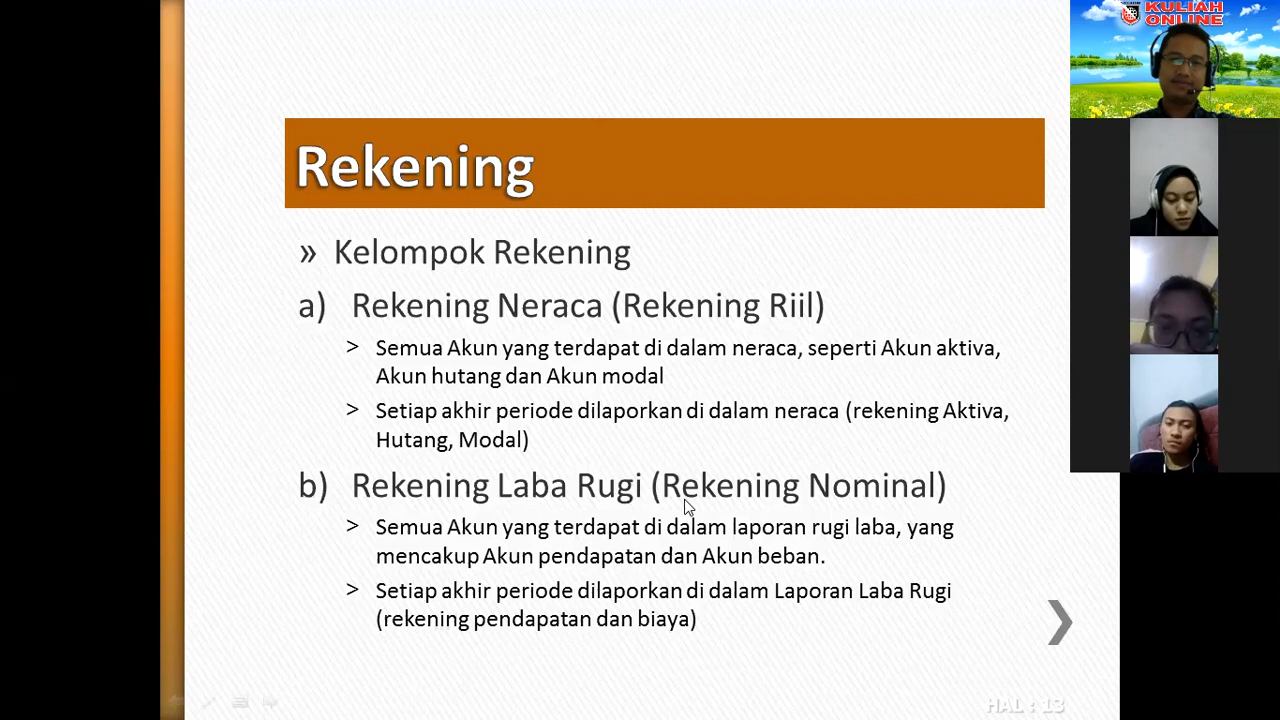 KULIAH
ONLINE
Rekening
» Kelompok Rekening
a) Rekening Neraca (Rekening Riil)
> Semua Akun yang terdapat di dalam neraca, seperti Akun aktiva,
Akun hutang dan Akun modal
> Setiap akhir periode dilaporkan di dalam neraca (rekening Aktiva,
Hutang, Modal)
b) Rekening Laba Rugi (Rekening Nominal)
> Semua Akun yang terdapat di dalam laporan rugi laba, yang
mencakup Akun pendapatan dan Akun beban.
> Setiap akhir periode dilaporkan di dalam Laporan Laba Rugi
(rekening pendapatan dan biaya)
HAL : 13